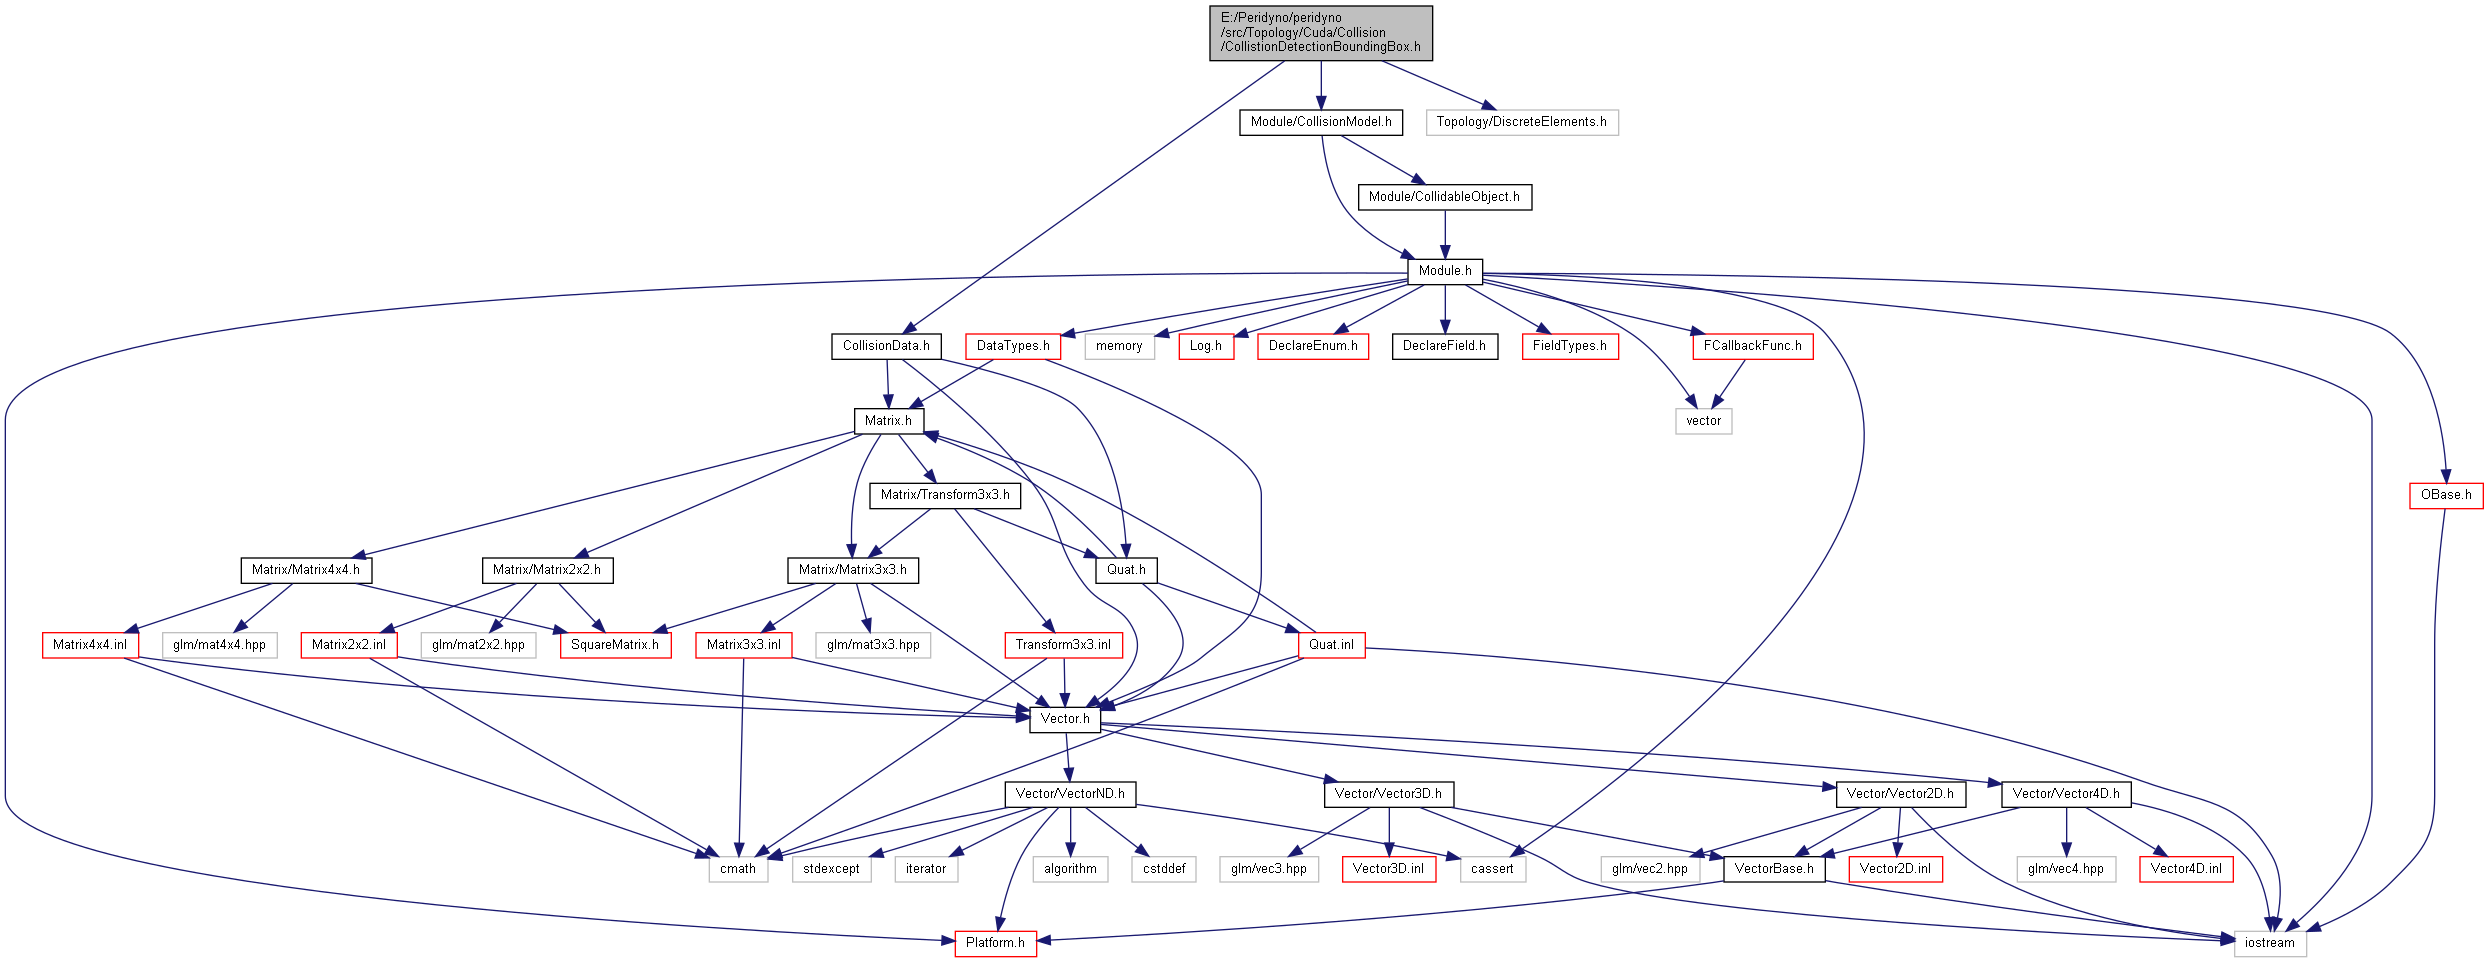 E:/Peridyno/peridyno
/src/Topology/Cuda/Collision
/CollistionDetectionBoundingBox.h
Module/CollisionModel.h
Topology/DiscreteElements.h
Module/CollidableObject.h
Module.h
CollisionData.h
DataTypes.h
memory
Log.h
DeclareEnum.h
DeclareField.h
FieldTypes.h
FCallbackFunc.h
Matrix.h
vector
Matrix/Transform3x3.h
OBase.h
Matrix/Matrix4x4.h
Matrix/Matrix2x2.h
Matrix/Matrix3x3.h
Quat.h
Matrix4x4.inl
glm/mat4x4.hpp
Matrix2x2.inl
glm/mat2x2.hpp
SquareMatrix.h
Matrix3x3.inl
glm/mat3x3.hpp
Transform3x3.inl
Quat.inl
Vector.h
Vector/VectorND.h
Vector/Vector3D.h
Vector/Vector2D.h
Vector/Vector4D.h
cmath
stdexcept
iterator
algorithm
cstddef
glm/vec3.hpp
Vector3D.inl
cassert
glm/vec2.hpp
VectorBase.h
Vector2D.inl
glm/vec4.hpp
Vector4D.inl
Platform.h
iostream